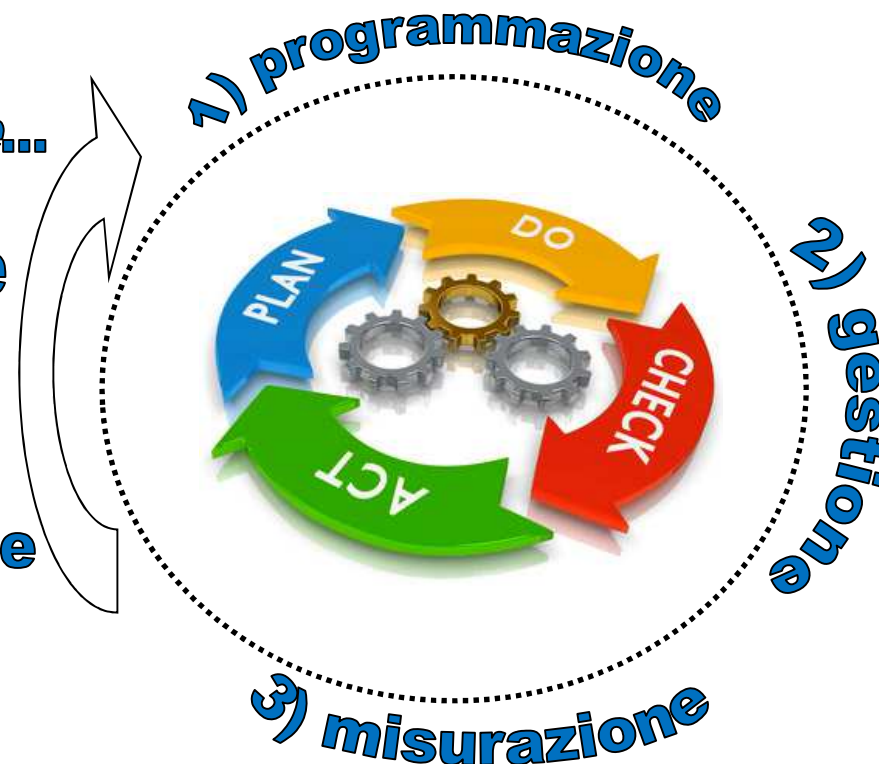 1) programmazione
2) gestione
3) misurazione
PLAN
DO
CHECK
ACT